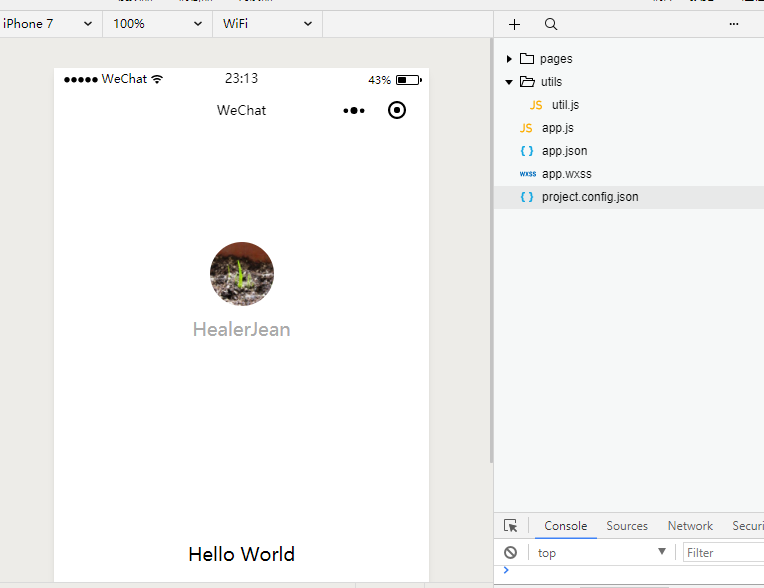 iPhone 7 100% WiFi
pages
utils
JS util.js
JS app.js
{ } app.json
wxss app.wxss
{ } project.config.json
WeChat 23:13 43%
WeChat
HealerJean
Hello World
Console Sources Network Securi
top Filter